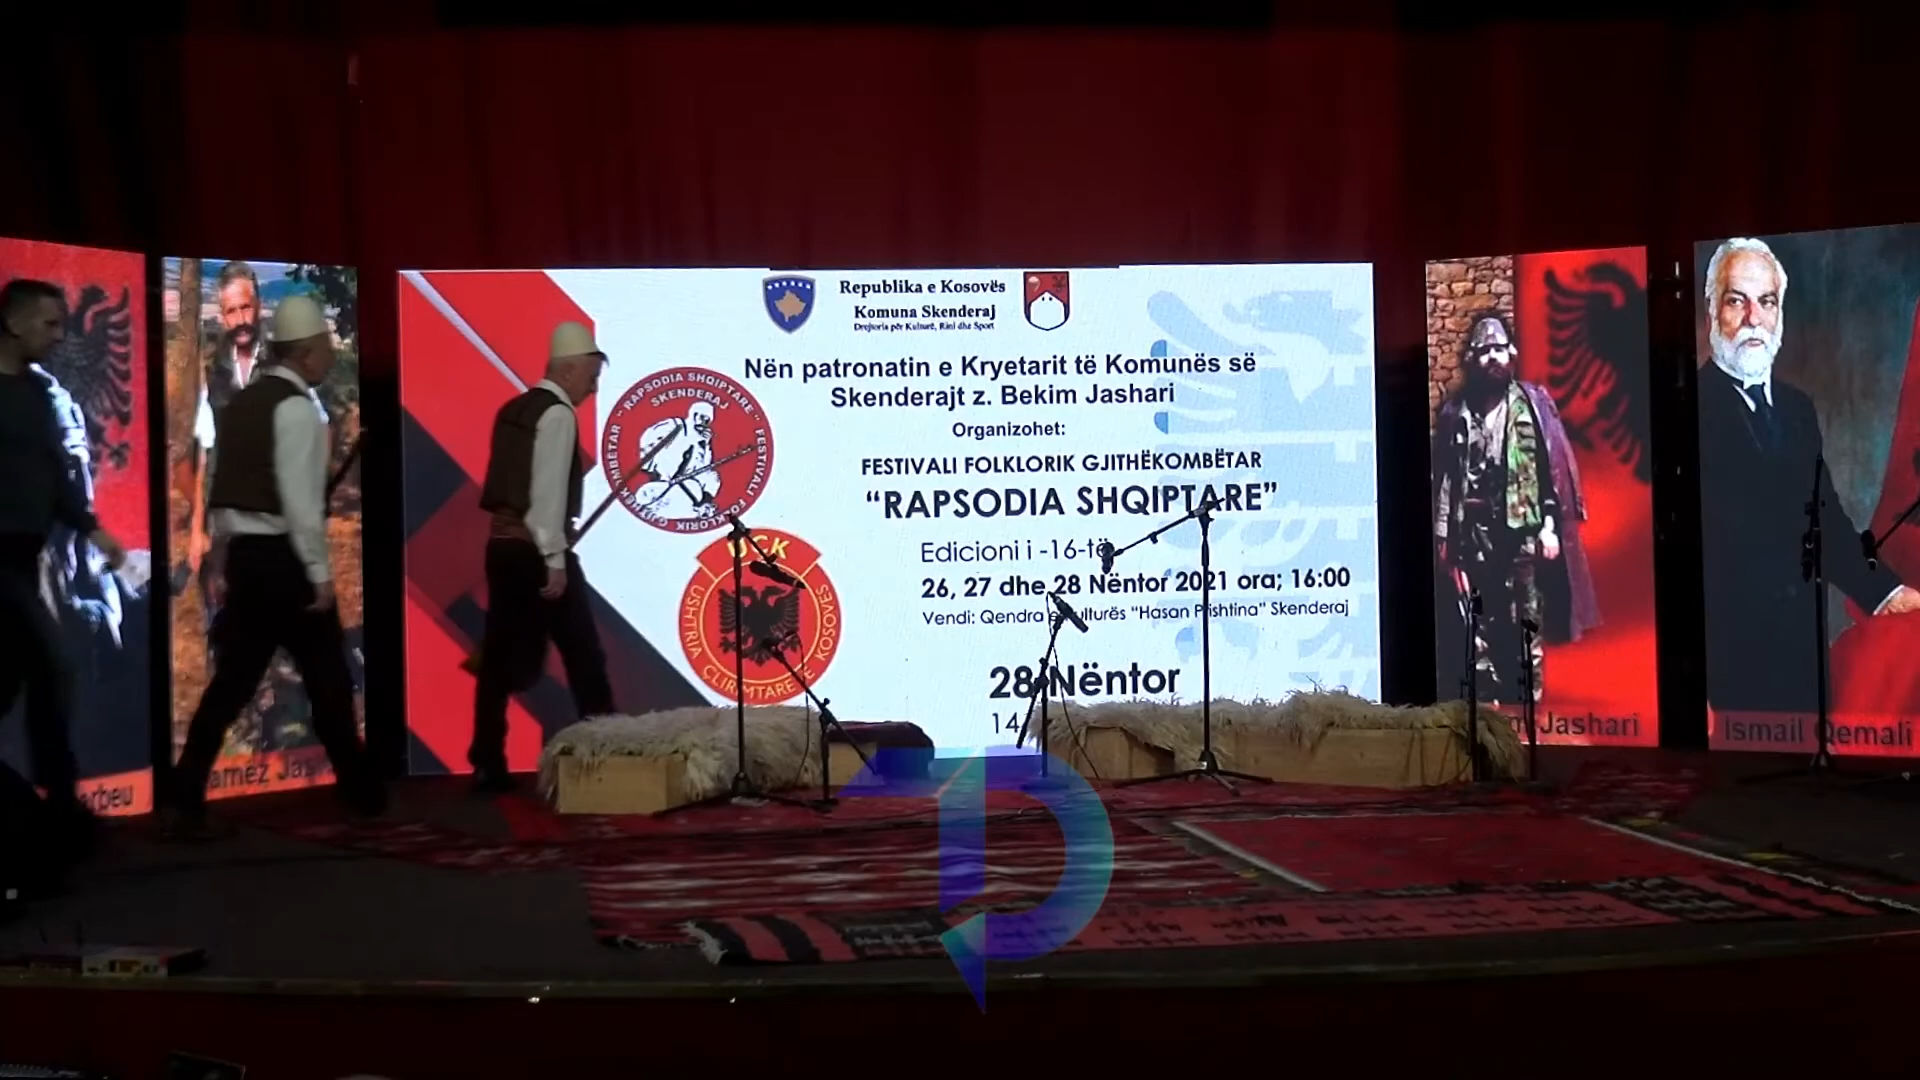 Republika e Kosovës
Komuna Skenderaj
Drejtoria për Kulturë, Rini dhe Sport
Nën patronatin e Kryetarit të Komunës së
Skenderajt z. Bekim Jashari
Organizohet:
FESTIVALI FOLKLORIK GJITHËKOMBËTAR
“RAPSODIA SHQIPTARE”
Edicioni i -16-të
26, 27 dhe 28 Nëntor 2021 ora; 16:00
Vendi: Qendra e kulturës “Hasan Prishtina” Skenderaj
28 Nëntor
14
"RAPSODIA SHQIPTARE" FESTIVALI FOLKLORIK GJITHËKOMBËTAR
SKENDERAJ
UÇK
USHTRIA ÇLIRIMTARE E KOSOVËS
Jashari
Ismail Qemali